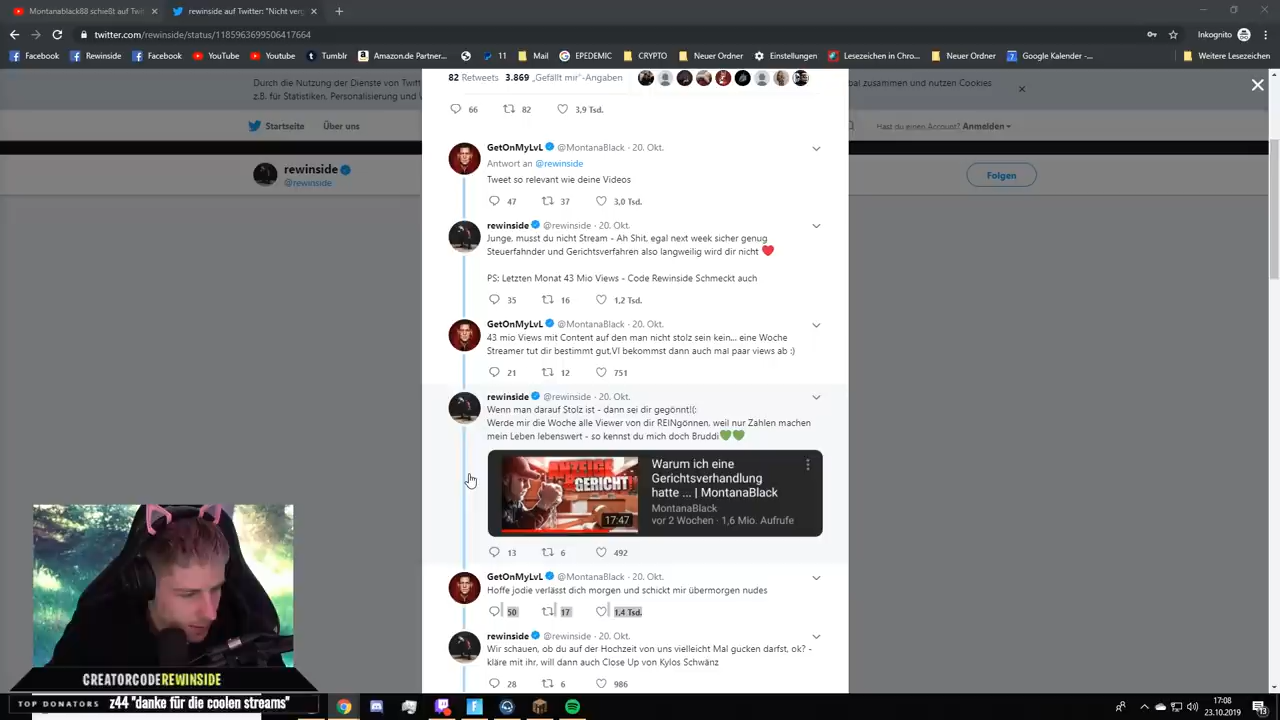 Montanablack88 schießt auf Twi
rewinside auf Twitter: "Nicht verg
twitter.com/rewinside/status/1185963699506417664
Inkognito
Facebook
Rewinside
Facebook
YouTube
YouTube
Tumblr
Amazon.de Partner...
11
Mail
EPEDEMIC
CRYPTO
Neuer Ordner
Einstellungen
Lesezeichen in Chro...
Neuer Ordner
Google Kalender -...
Weitere Lesezeichen
82 Retweets 3.869 „Gefällt mir"-Angaben
Durch die Nutzung der Dienste von Twitt
z.B. für Statistiken, Personalisierung und
bal zusammen und nutzen Cookies
66 82 3,9 Tsd.
Startseite
Über uns
Hast du einen Account? Anmelden
rewinside
@rewinside
Folgen
GetOnMyLvL @MontanaBlack · 20. Okt.
Antwort an @rewinside
Tweet so relevant wie deine Videos
47 37 3,0 Tsd.
rewinside @rewinside · 20. Okt.
Junge, musst du nicht Stream - Ah Shit, egal next week sicher genug
Steuerfahnder und Gerichtsverfahren also langweilig wird dir nicht ❤️
PS: Letzten Monat 43 Mio Views - Code Rewinside Schmeckt auch
35 16 1,2 Tsd.
GetOnMyLvL @MontanaBlack · 20. Okt.
43 mio Views mit Content auf den man nicht stolz sein kein... eine Woche
Streamer tut dir bestimmt gut.Vl bekommst dann auch mal paar views ab :)
21 12 751
rewinside @rewinside · 20. Okt.
Wenn man darauf Stolz ist - dann sei dir gegönnt!(:
Werde mir die Woche alle Viewer von dir REINgönnen, weil nur Zahlen machen
mein Leben lebenswert - so kennst du mich doch Bruddi💚💚
ANZEIGE
GERICHT!
17:47
Warum ich eine
Gerichtsverhandlung
hatte ... | MontanaBlack
MontanaBlack
vor 2 Wochen · 1,6 Mio. Aufrufe
13 6 492
GetOnMyLvL @MontanaBlack · 20. Okt.
Hoffe jodie verlässt dich morgen und schickt mir übermorgen nudes
50 17 1,4 Tsd.
rewinside @rewinside · 20. Okt.
Wir schauen, ob du auf der Hochzeit von uns vielleicht Mal gucken darfst, ok? -
kläre mit ihr, will dann auch Close Up von Kylos Schwänz
28 6 986
CREATORCODE REWINSIDE
TOP DONATORS z44 "danke für die coolen streams"
17:08
23.10.2019